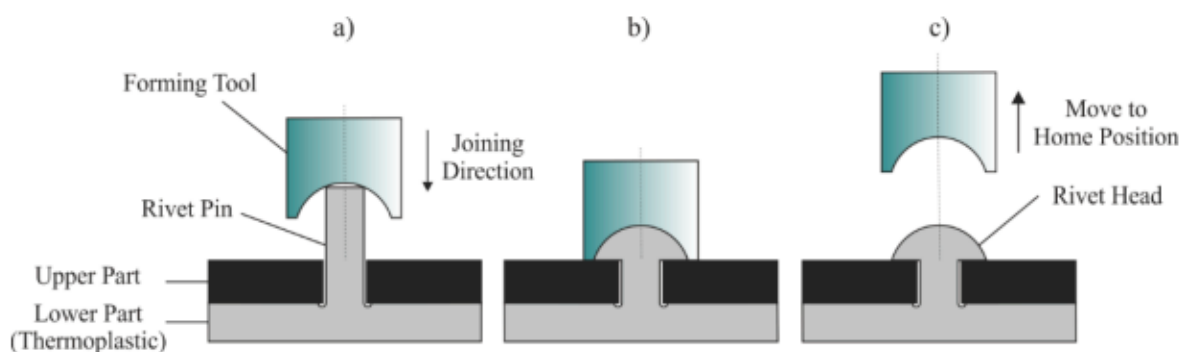 a)
b)
c)
Forming Tool
Joining
Direction
Move to
Home Position
Rivet Pin
Rivet Head
Upper Part
Lower Part
(Thermoplastic)